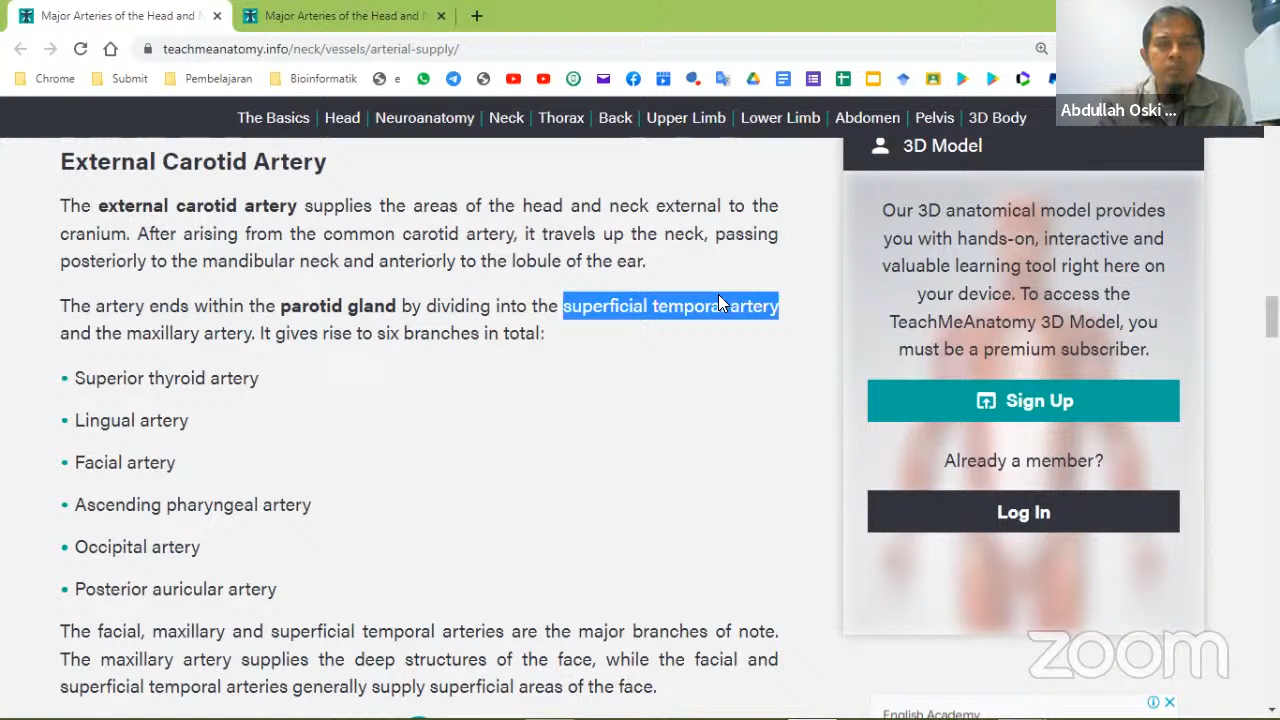 Major Arteries of the Head and
Major Arteries of the Head and
teachmeanatomy.info/neck/vessels/arterial-supply/
Chrome Submit Pembelajaran Bioinformatik e
Abdullah Oski ...
The Basics | Head | Neuroanatomy | Neck | Thorax | Back | Upper Limb | Lower Limb | Abdomen | Pelvis | 3D Body
External Carotid Artery
The external carotid artery supplies the areas of the head and neck external to the
cranium. After arising from the common carotid artery, it travels up the neck, passing
posteriorly to the mandibular neck and anteriorly to the lobule of the ear.
The artery ends within the parotid gland by dividing into the superficial temporal artery
and the maxillary artery. It gives rise to six branches in total:
• Superior thyroid artery
• Lingual artery
• Facial artery
• Ascending pharyngeal artery
• Occipital artery
• Posterior auricular artery
The facial, maxillary and superficial temporal arteries are the major branches of note.
The maxillary artery supplies the deep structures of the face, while the facial and
superficial temporal arteries generally supply superficial areas of the face.
3D Model
Our 3D anatomical model provides
you with hands-on, interactive and
valuable learning tool right here on
your device. To access the
TeachMeAnatomy 3D Model, you
must be a premium subscriber.
Sign Up
Already a member?
Log In
zoom
English Academy